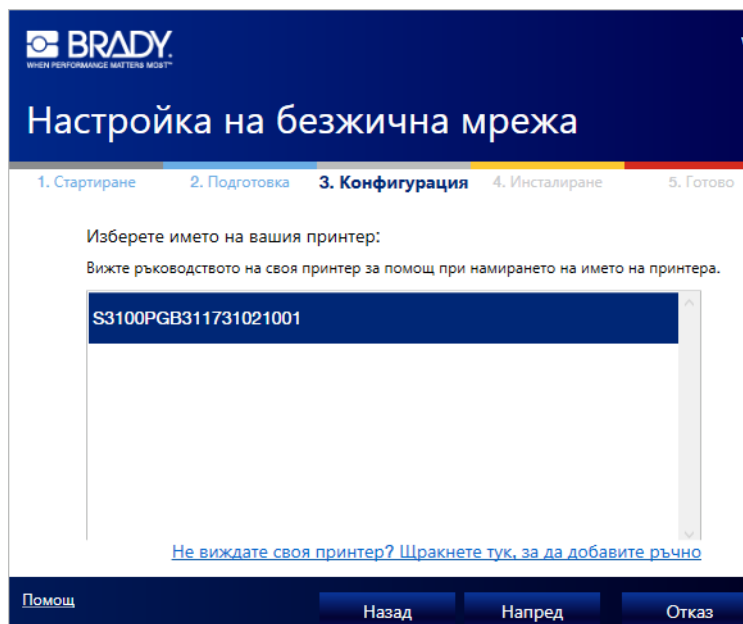 BRADY.
WHEN PERFORMANCE MATTERS MOST™
Настройка на безжична мрежа
1. Стартиране 2. Подготовка 3. Конфигурация 4. Инсталиране 5. Готово
Изберете името на вашия принтер:
Вижте ръководството на своя принтер за помощ при намирането на името на принтера.
S3100PGB311731021001
Не виждате своя принтер? Щракнете тук, за да добавите ръчно
Помощ Назад Напред Отказ